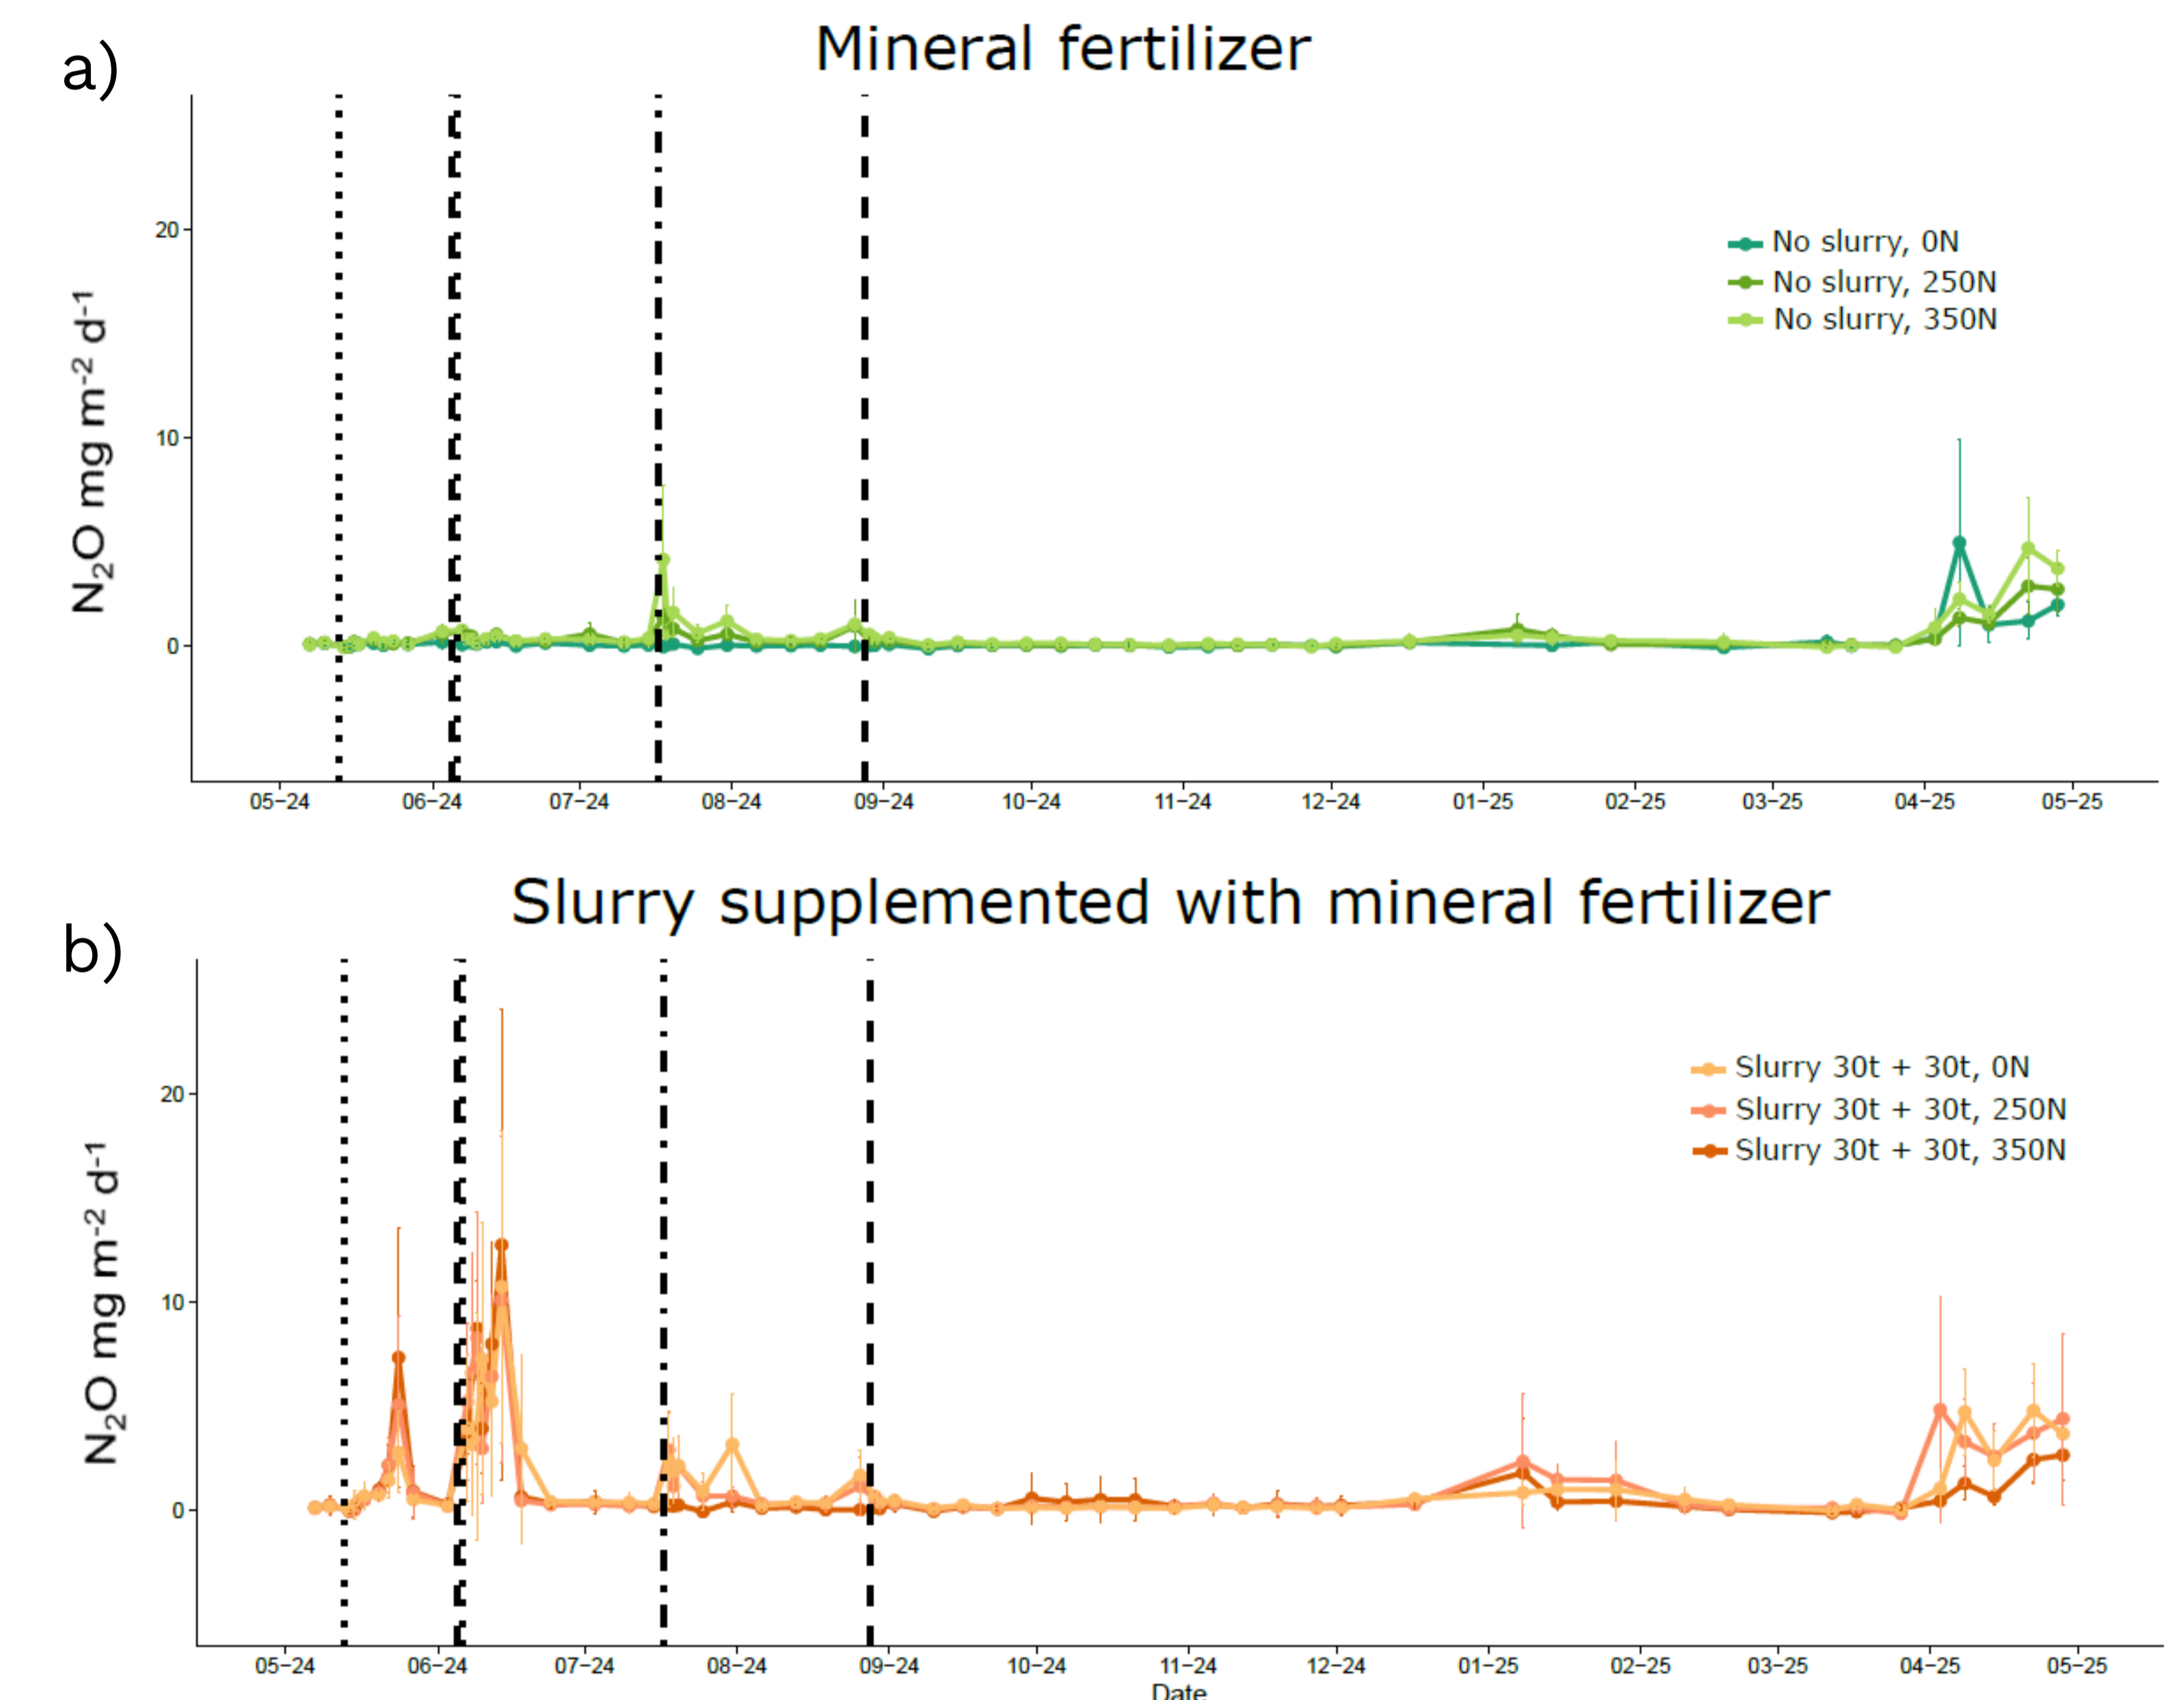 a)
Mineral fertilizer
N₂O mg m⁻² d⁻¹
20
10
0
No slurry, 0N
No slurry, 250N
No slurry, 350N
05−24 06−24 07−24 08−24 09−24 10−24 11−24 12−24 01−25 02−25 03−25 04−25 05−25
b)
Slurry supplemented with mineral fertilizer
N₂O mg m⁻² d⁻¹
20
10
0
Slurry 30t + 30t, 0N
Slurry 30t + 30t, 250N
Slurry 30t + 30t, 350N
05−24 06−24 07−24 08−24 09−24 10−24 11−24 12−24 01−25 02−25 03−25 04−25 05−25
Date